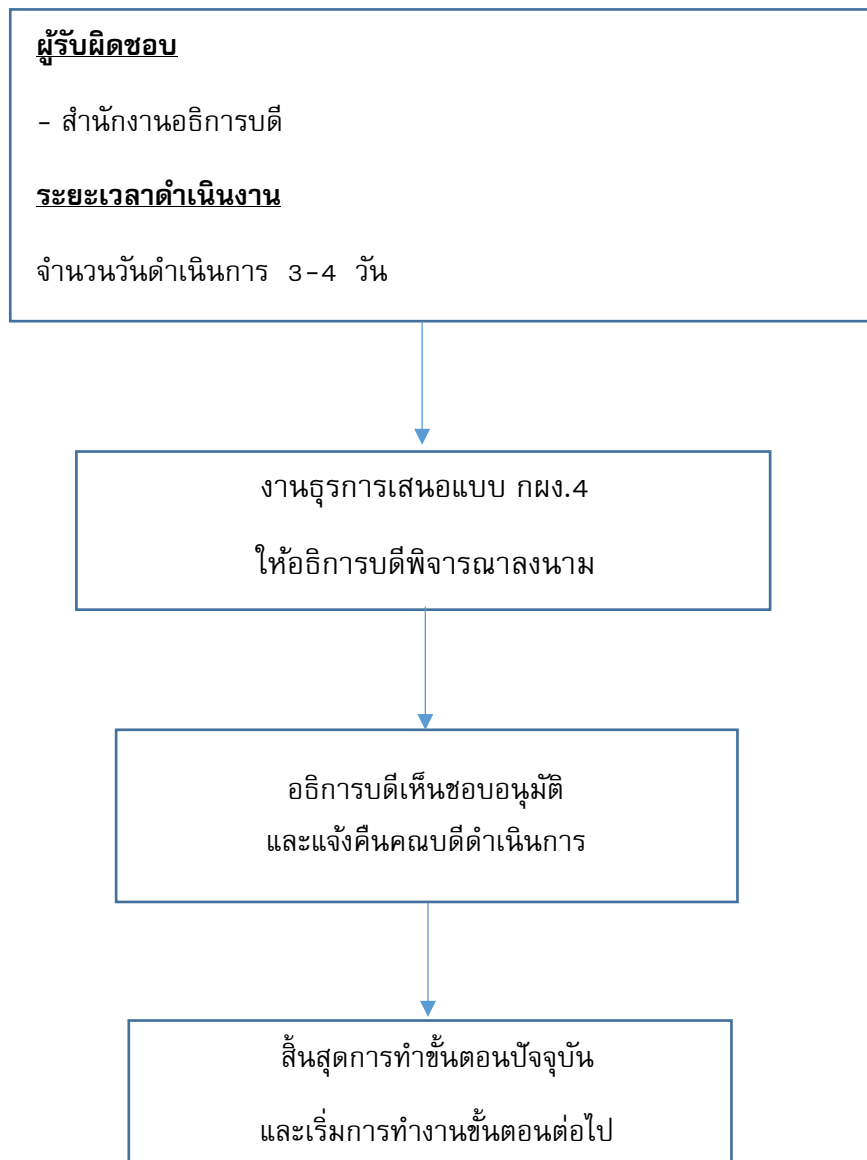 ผู้รับผิดชอบ
- สำนักงานอธิการบดี
ระยะเวลาดำเนินงาน
จำนวนวันดำเนินการ 3-4 วัน
งานธุรการเสนอแบบ กผง.4
ให้อธิการบดีพิจารณาลงนาม
อธิการบดีเห็นชอบอนุมัติ
และแจ้งคืนคณบดีดำเนินการ
สิ้นสุดการทำขั้นตอนปัจจุบัน
และเริ่มการทำงานขั้นตอนต่อไป